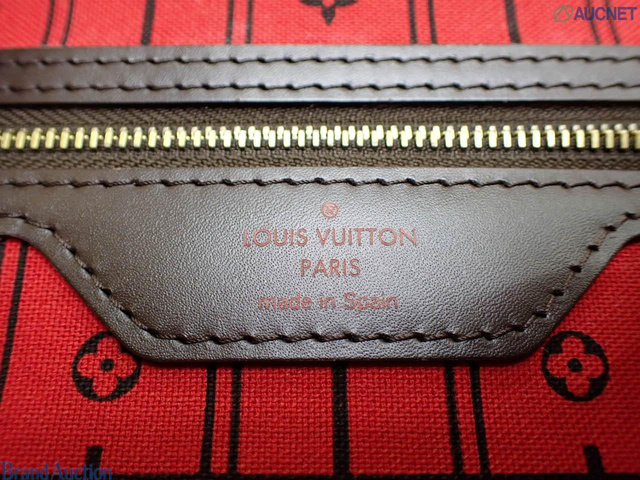 AUCNET
®
LOUIS VUITTON
PARIS
made in Spain
Brand Auction